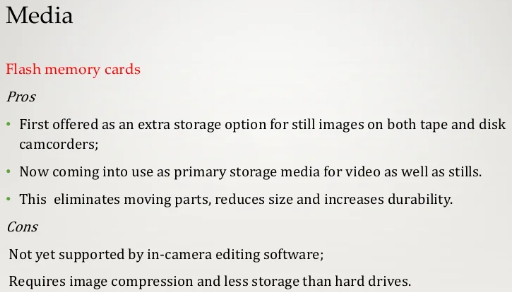 Media
Flash memory cards
Pros
• First offered as an extra storage option for still images on both tape and disk
camcorders;
• Now coming into use as primary storage media for video as well as stills.
• This  eliminates moving parts, reduces size and increases durability.
Cons
Not yet supported by in-camera editing software;
Requires image compression and less storage than hard drives.